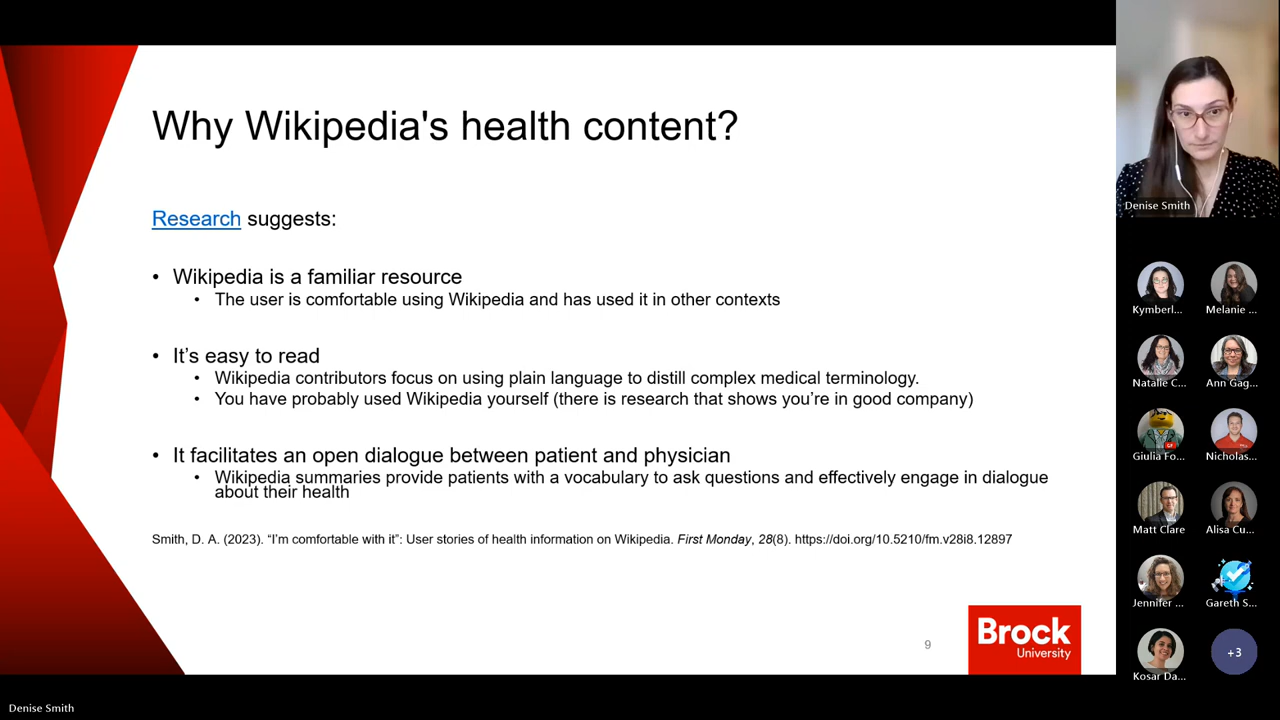 Why Wikipedia's health content?
Research suggests:
• Wikipedia is a familiar resource
• The user is comfortable using Wikipedia and has used it in other contexts
• It’s easy to read
• Wikipedia contributors focus on using plain language to distill complex medical terminology.
• You have probably used Wikipedia yourself (there is research that shows you’re in good company)
• It facilitates an open dialogue between patient and physician
• Wikipedia summaries provide patients with a vocabulary to ask questions and effectively engage in dialogue
about their health
Smith, D. A. (2023). “I’m comfortable with it”: User stories of health information on Wikipedia. First Monday, 28(8). https://doi.org/10.5210/fm.v28i8.12897
9
Brock
University
Denise Smith
Kymberl...
Melanie ...
Natalie C...
Ann Gag...
Giulia Fo...
Nicholas...
Matt Clare
Alisa Cu...
Jennifer ...
Gareth S...
Kosar Da...
+3
Denise Smith